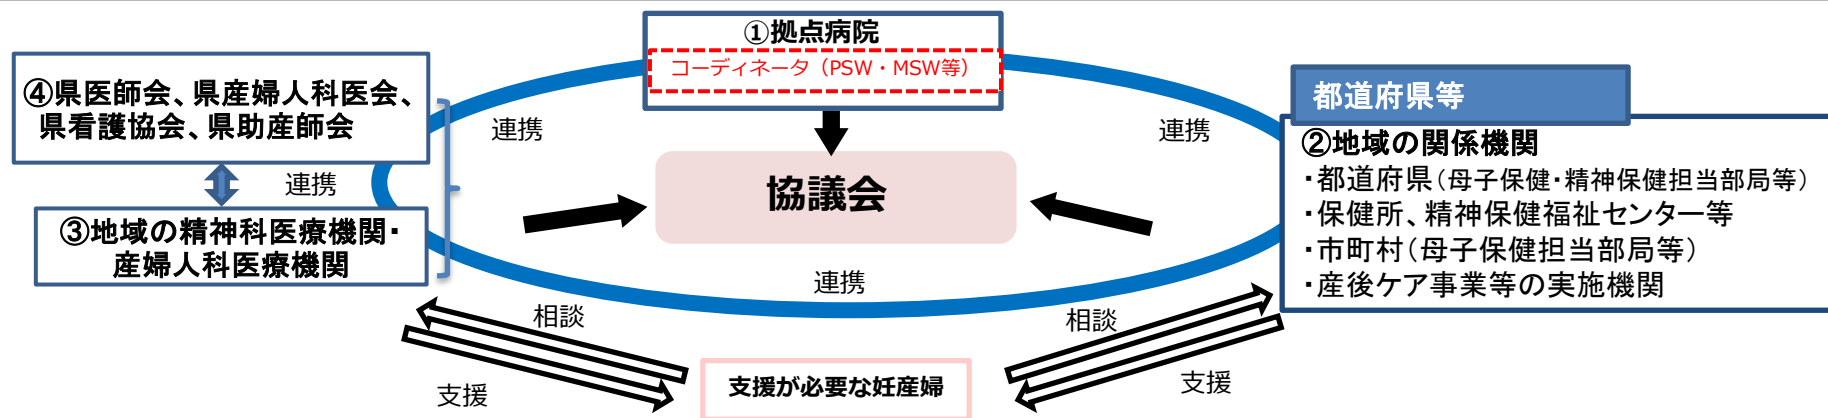 ①拠点病院
コーディネータ（PSW・MSW等）
④県医師会、県産婦人科医会、
県看護協会、県助産師会
連携
③地域の精神科医療機関・
産婦人科医療機関
連携
連携
協議会
連携
都道府県等
②地域の関係機関
・都道府県（母子保健・精神保健担当部局等）
・保健所、精神保健福祉センター等
・市町村（母子保健担当部局等）
・産後ケア事業等の実施機関
相談
支援
相談
支援
支援が必要な妊産婦